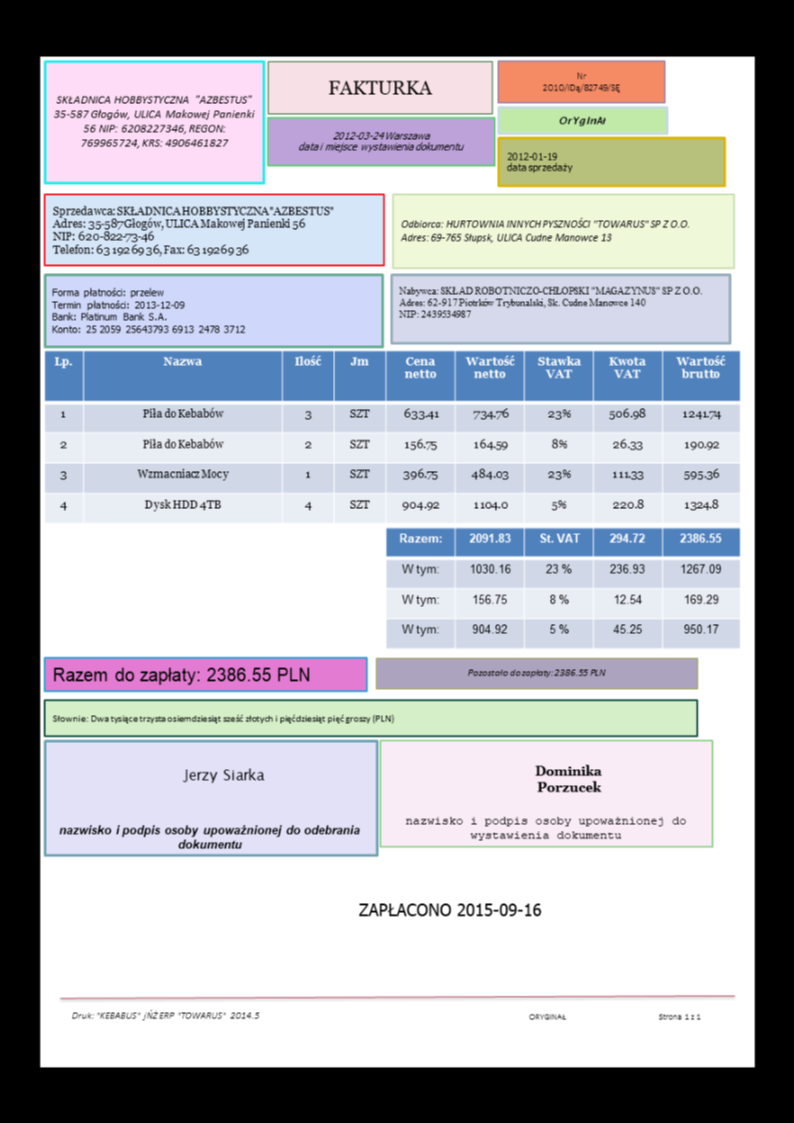 SKŁADNICA HOBBYSTYCZNA "AZBESTUS"
35-587 Głogów, ULICA Makowej Panienki
56 NIP: 6208227346, REGON:
769965724, KRS: 4906461827
FAKTURKA
2012-03-24 Warszawa
data i miejsce wystawienia dokumentu
Nr
2010/IDą/82749/SĘ
OrYgInAł
2012-01-19
data sprzedaży
Sprzedawca: SKŁADNICA HOBBYSTYCZNA "AZBESTUS"
Adres: 35-587 Głogów, ULICA Makowej Panienki 56
NIP: 620-822-73-46
Telefon: 63 192 69 36, Fax: 63 192 69 36
Odbiorca: HURTOWNIA INNYCH PYSZNOŚCI "TOWARUS" SP Z O.O.
Adres: 69-765 Słupsk, ULICA Cudne Manowce 13
Forma płatności: przelew
Termin płatności: 2013-12-09
Bank: Platinum Bank S.A.
Konto: 25 2059 25643793 6913 2478 3712
Nabywca: SKŁAD ROBOTNICZO-CHŁOPSKI "MAGAZYNUS" SP Z O.O.
Adres: 62-917 Piotrków Trybunalski, Sk. Cudne Manowce 140
NIP: 2439534987
Lp. Nazwa Ilość Jm Cena netto Wartość netto Stawka VAT Kwota VAT Wartość brutto
1 Piła do Kebabów 3 SZT 633.41 734.76 23% 506.98 1241.74
2 Piła do Kebabów 2 SZT 156.75 164.59 8% 26.33 190.92
3 Wzmacniacz Mocy 1 SZT 396.75 484.03 23% 111.33 595.36
4 Dysk HDD 4TB 4 SZT 904.92 1104.0 5% 220.8 1324.8
Razem: 2091.83 St. VAT 294.72 2386.55
W tym: 1030.16 23 % 236.93 1267.09
W tym: 156.75 8 % 12.54 169.29
W tym: 904.92 5 % 45.25 950.17
Razem do zapłaty: 2386.55 PLN
Pozostało do zapłaty: 2386.55 PLN
Słownie: Dwa tysiące trzysta osiemdziesiąt sześć złotych i pięćdziesiąt pięć groszy (PLN)
Jerzy Siarka
nazwisko i podpis osoby upoważnionej do odebrania
dokumentu
Dominika
Porzucek
nazwisko i podpis osoby upoważnionej do
wystawienia dokumentu
ZAPŁACONO 2015-09-16
Druk: "KEBABUS" jŃŻ ERP "TOWARUS" 2014.5
ORYGINAŁ
Strona 1 z 1